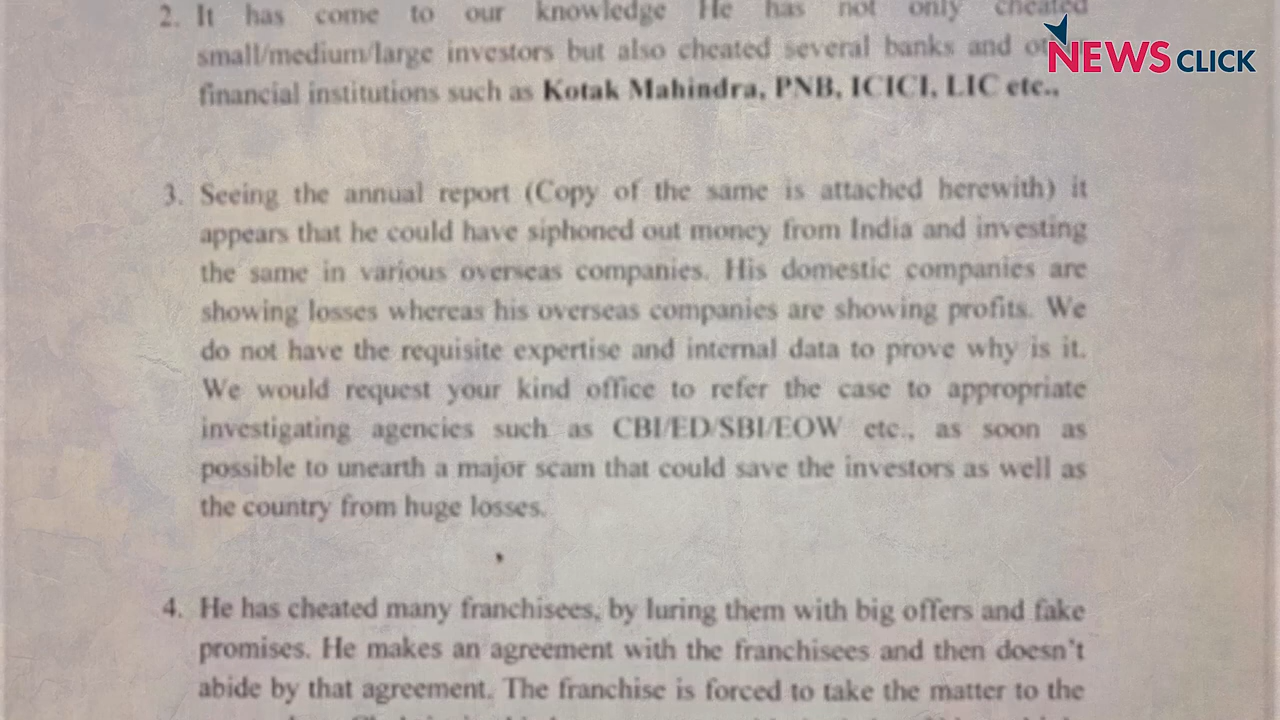 2. It has come to our knowledge He has not only cheated
small/medium/large investors but also cheated several banks and
financial institutions such as Kotak Mahindra, PNB, ICICI, LIC etc.,
NEWSCLICK
3. Seeing the annual report (Copy of the same is attached herewith) it
appears that he could have siphoned out money from India and investing
the same in various overseas companies. His domestic companies are
showing losses whereas his overseas companies are showing profits. We
do not have the requisite expertise and internal data to prove why is it.
We would request your kind office to refer the case to appropriate
investigating agencies such as CBI/ED/SBI/EOW etc., as soon as
possible to unearth a major scam that could save the investors as well as
the country from huge losses.
4. He has cheated many franchisees, by luring them with big offers and fake
promises. He makes an agreement with the franchisees and then doesn't
abide by that agreement. The franchise is forced to take the matter to the